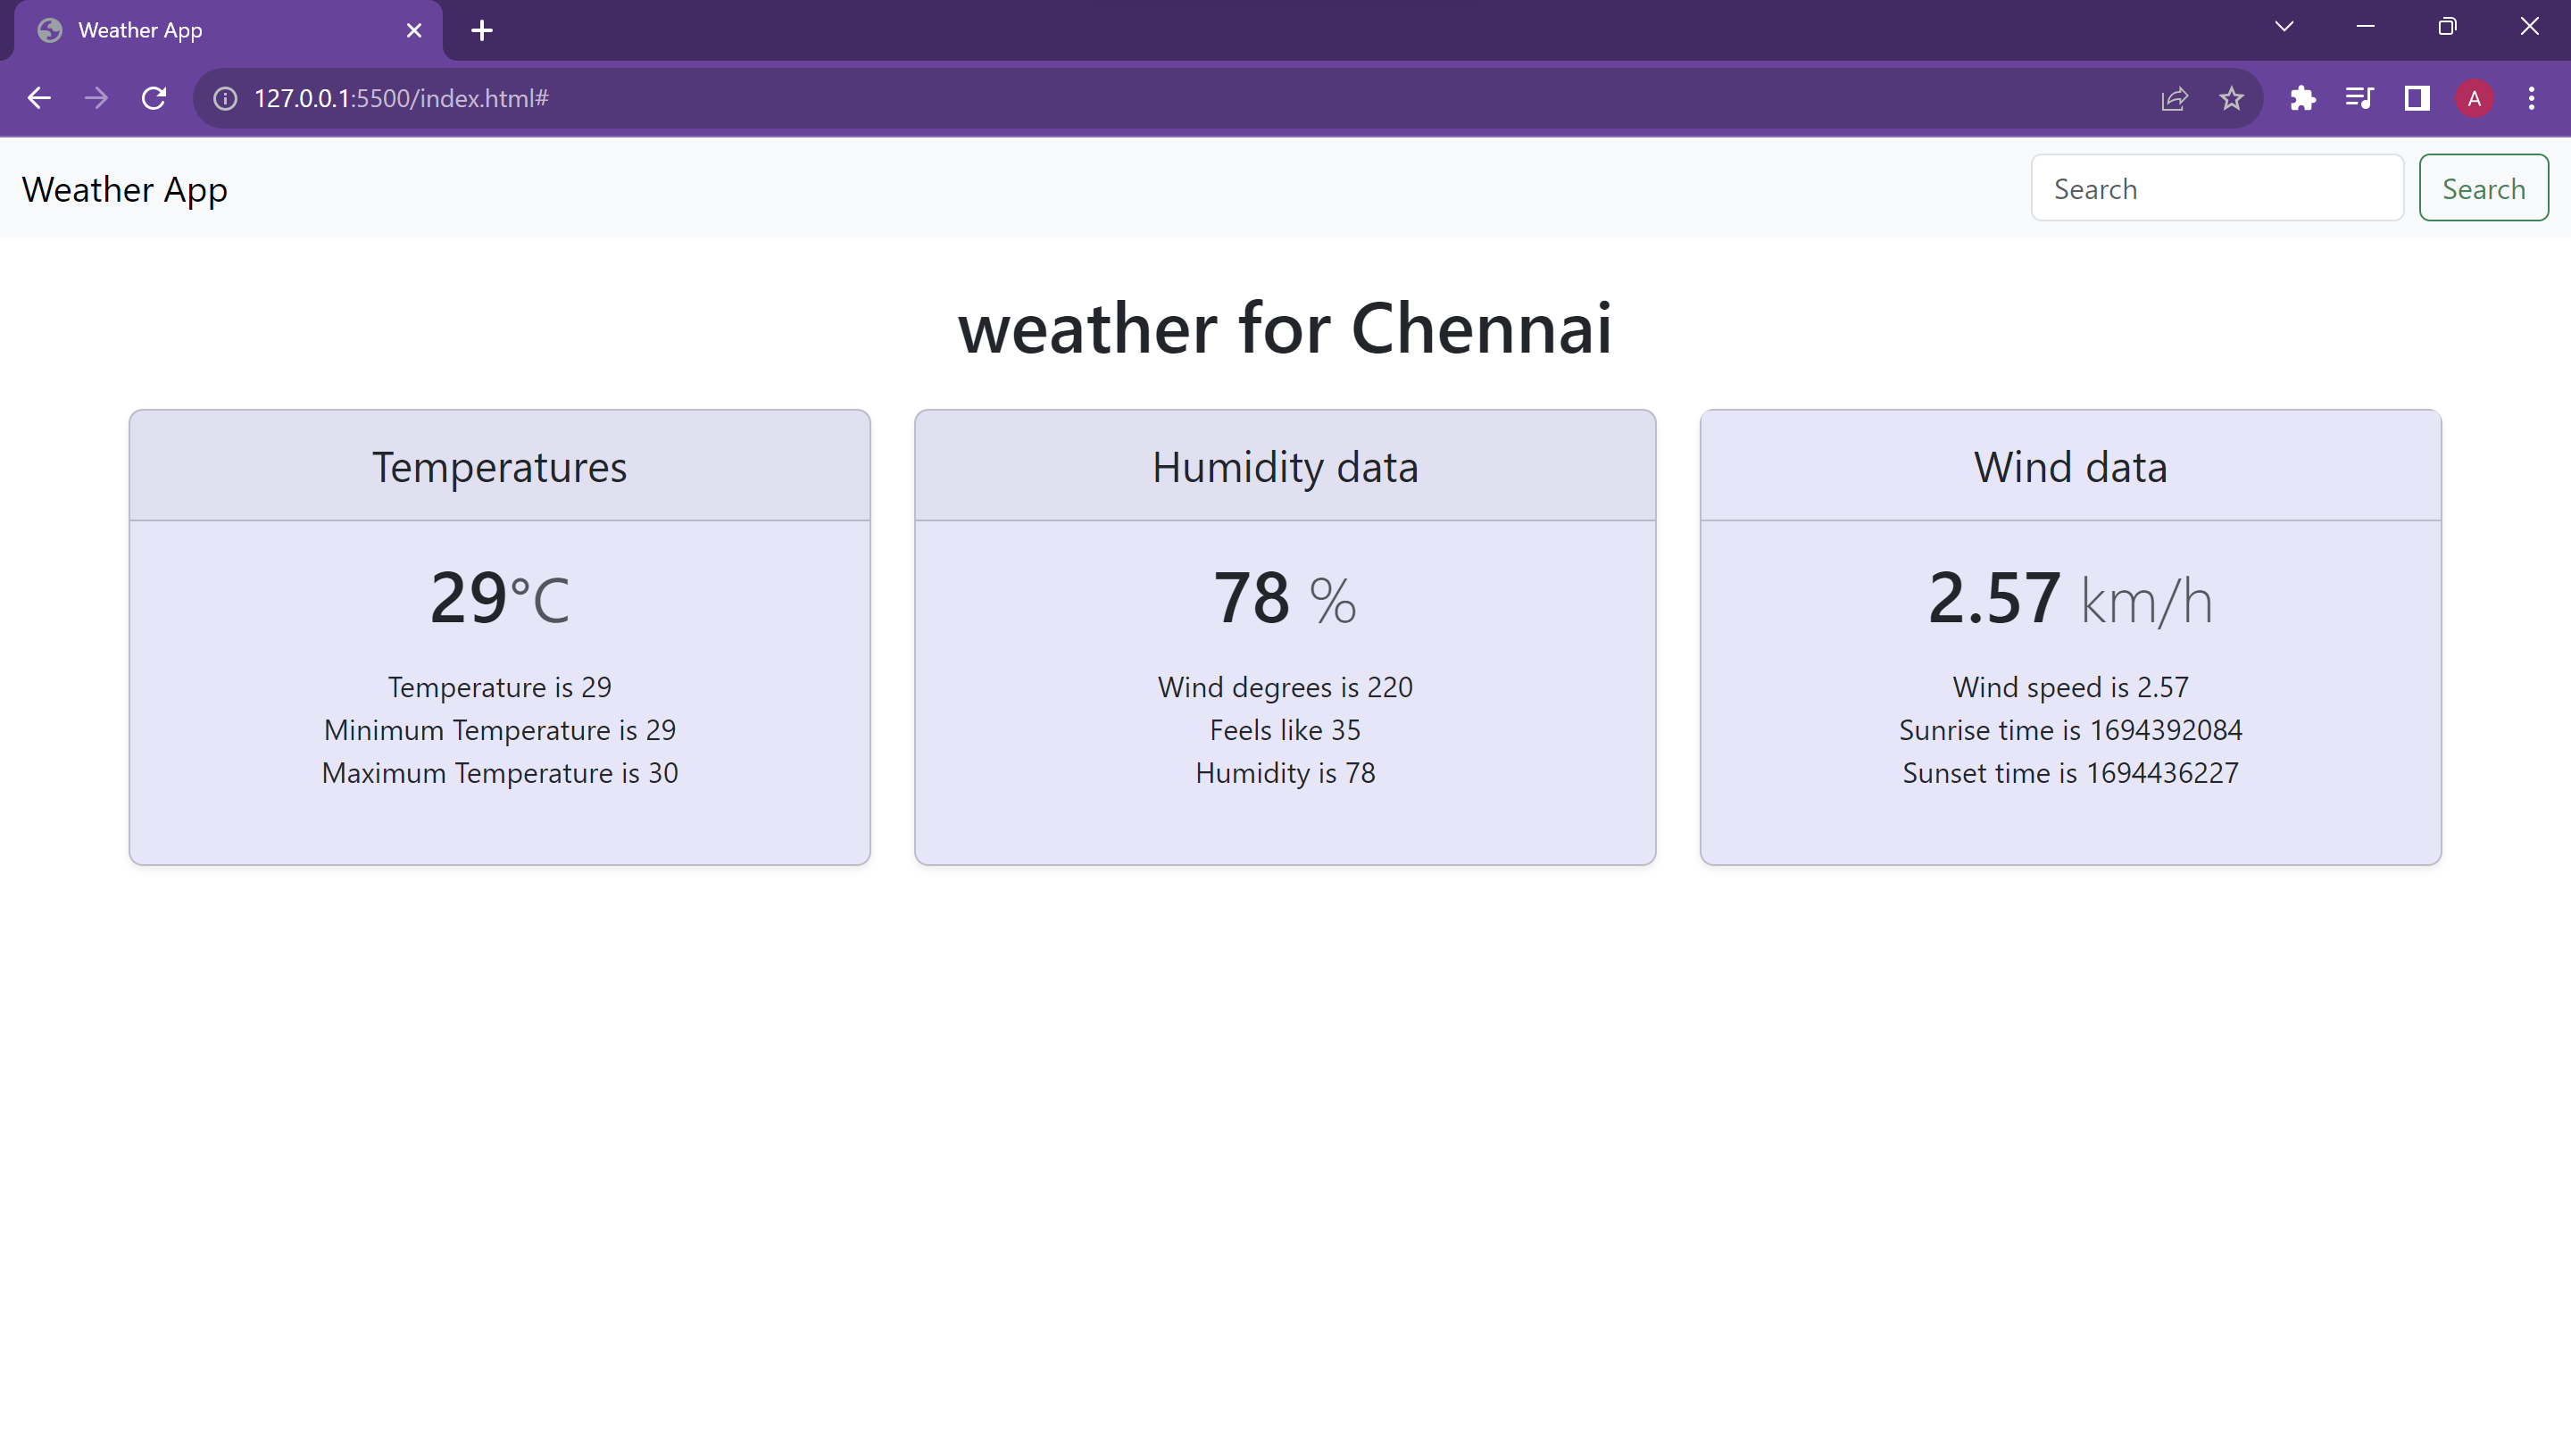 Weather App
127.0.0.1:5500/index.html#
A
Weather App
Search
Search
weather for Chennai
Temperatures
29°C
Temperature is 29
Minimum Temperature is 29
Maximum Temperature is 30
Humidity data
78 %
Wind degrees is 220
Feels like 35
Humidity is 78
Wind data
2.57 km/h
Wind speed is 2.57
Sunrise time is 1694392084
Sunset time is 1694436227